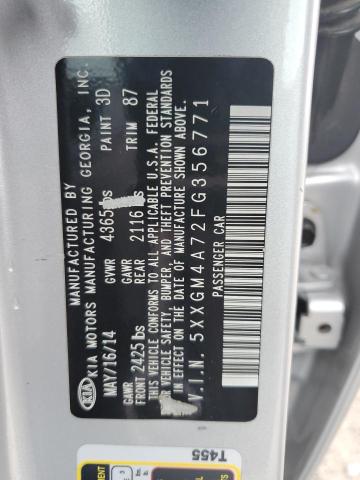 KIA
MANUFACTURED BY
KIA MOTORS MANUFACTURING GEORGIA, INC.
MAY/16/14 GVWR 4365lbs PAINT 3D
GAWR FRONT 2425lbs GAWR REAR 2116 TRIM 87
THIS VEHICLE CONFORMS TO ALL APPLICABLE U.S.A. FEDERAL
MOTOR VEHICLE SAFETY, BUMPER, AND THEFT PREVENTION STANDARDS
IN EFFECT ON THE DATE OF MANUFACTURE SHOWN ABOVE.
V.I.N. 5XXGM4A72FG356771
PASSENGER CAR
T455